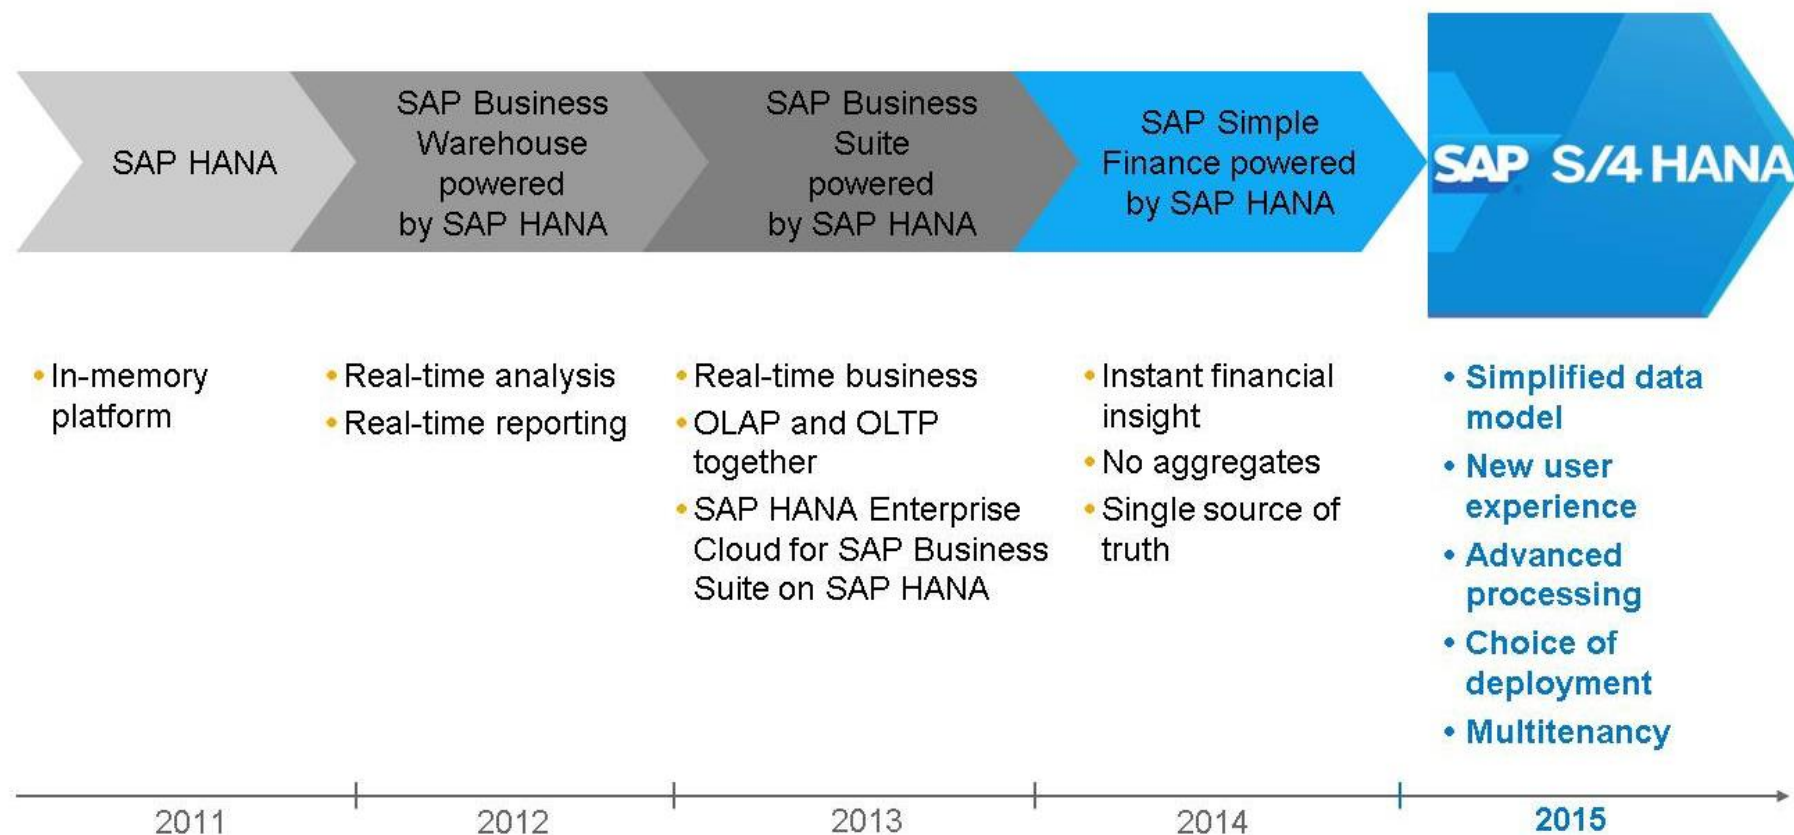 SAP HANA
SAP Business
Warehouse
powered
by SAP HANA
SAP Business
Suite
powered
by SAP HANA
SAP Simple
Finance powered
by SAP HANA
SAP S/4 HANA
• In-memory
platform
• Real-time analysis
• Real-time reporting
• Real-time business
• OLAP and OLTP
together
• SAP HANA Enterprise
Cloud for SAP Business
Suite on SAP HANA
• Instant financial
insight
• No aggregates
• Single source of
truth
• Simplified data
model
• New user
experience
• Advanced
processing
• Choice of
deployment
• Multitenancy
2011
2012
2013
2014
2015